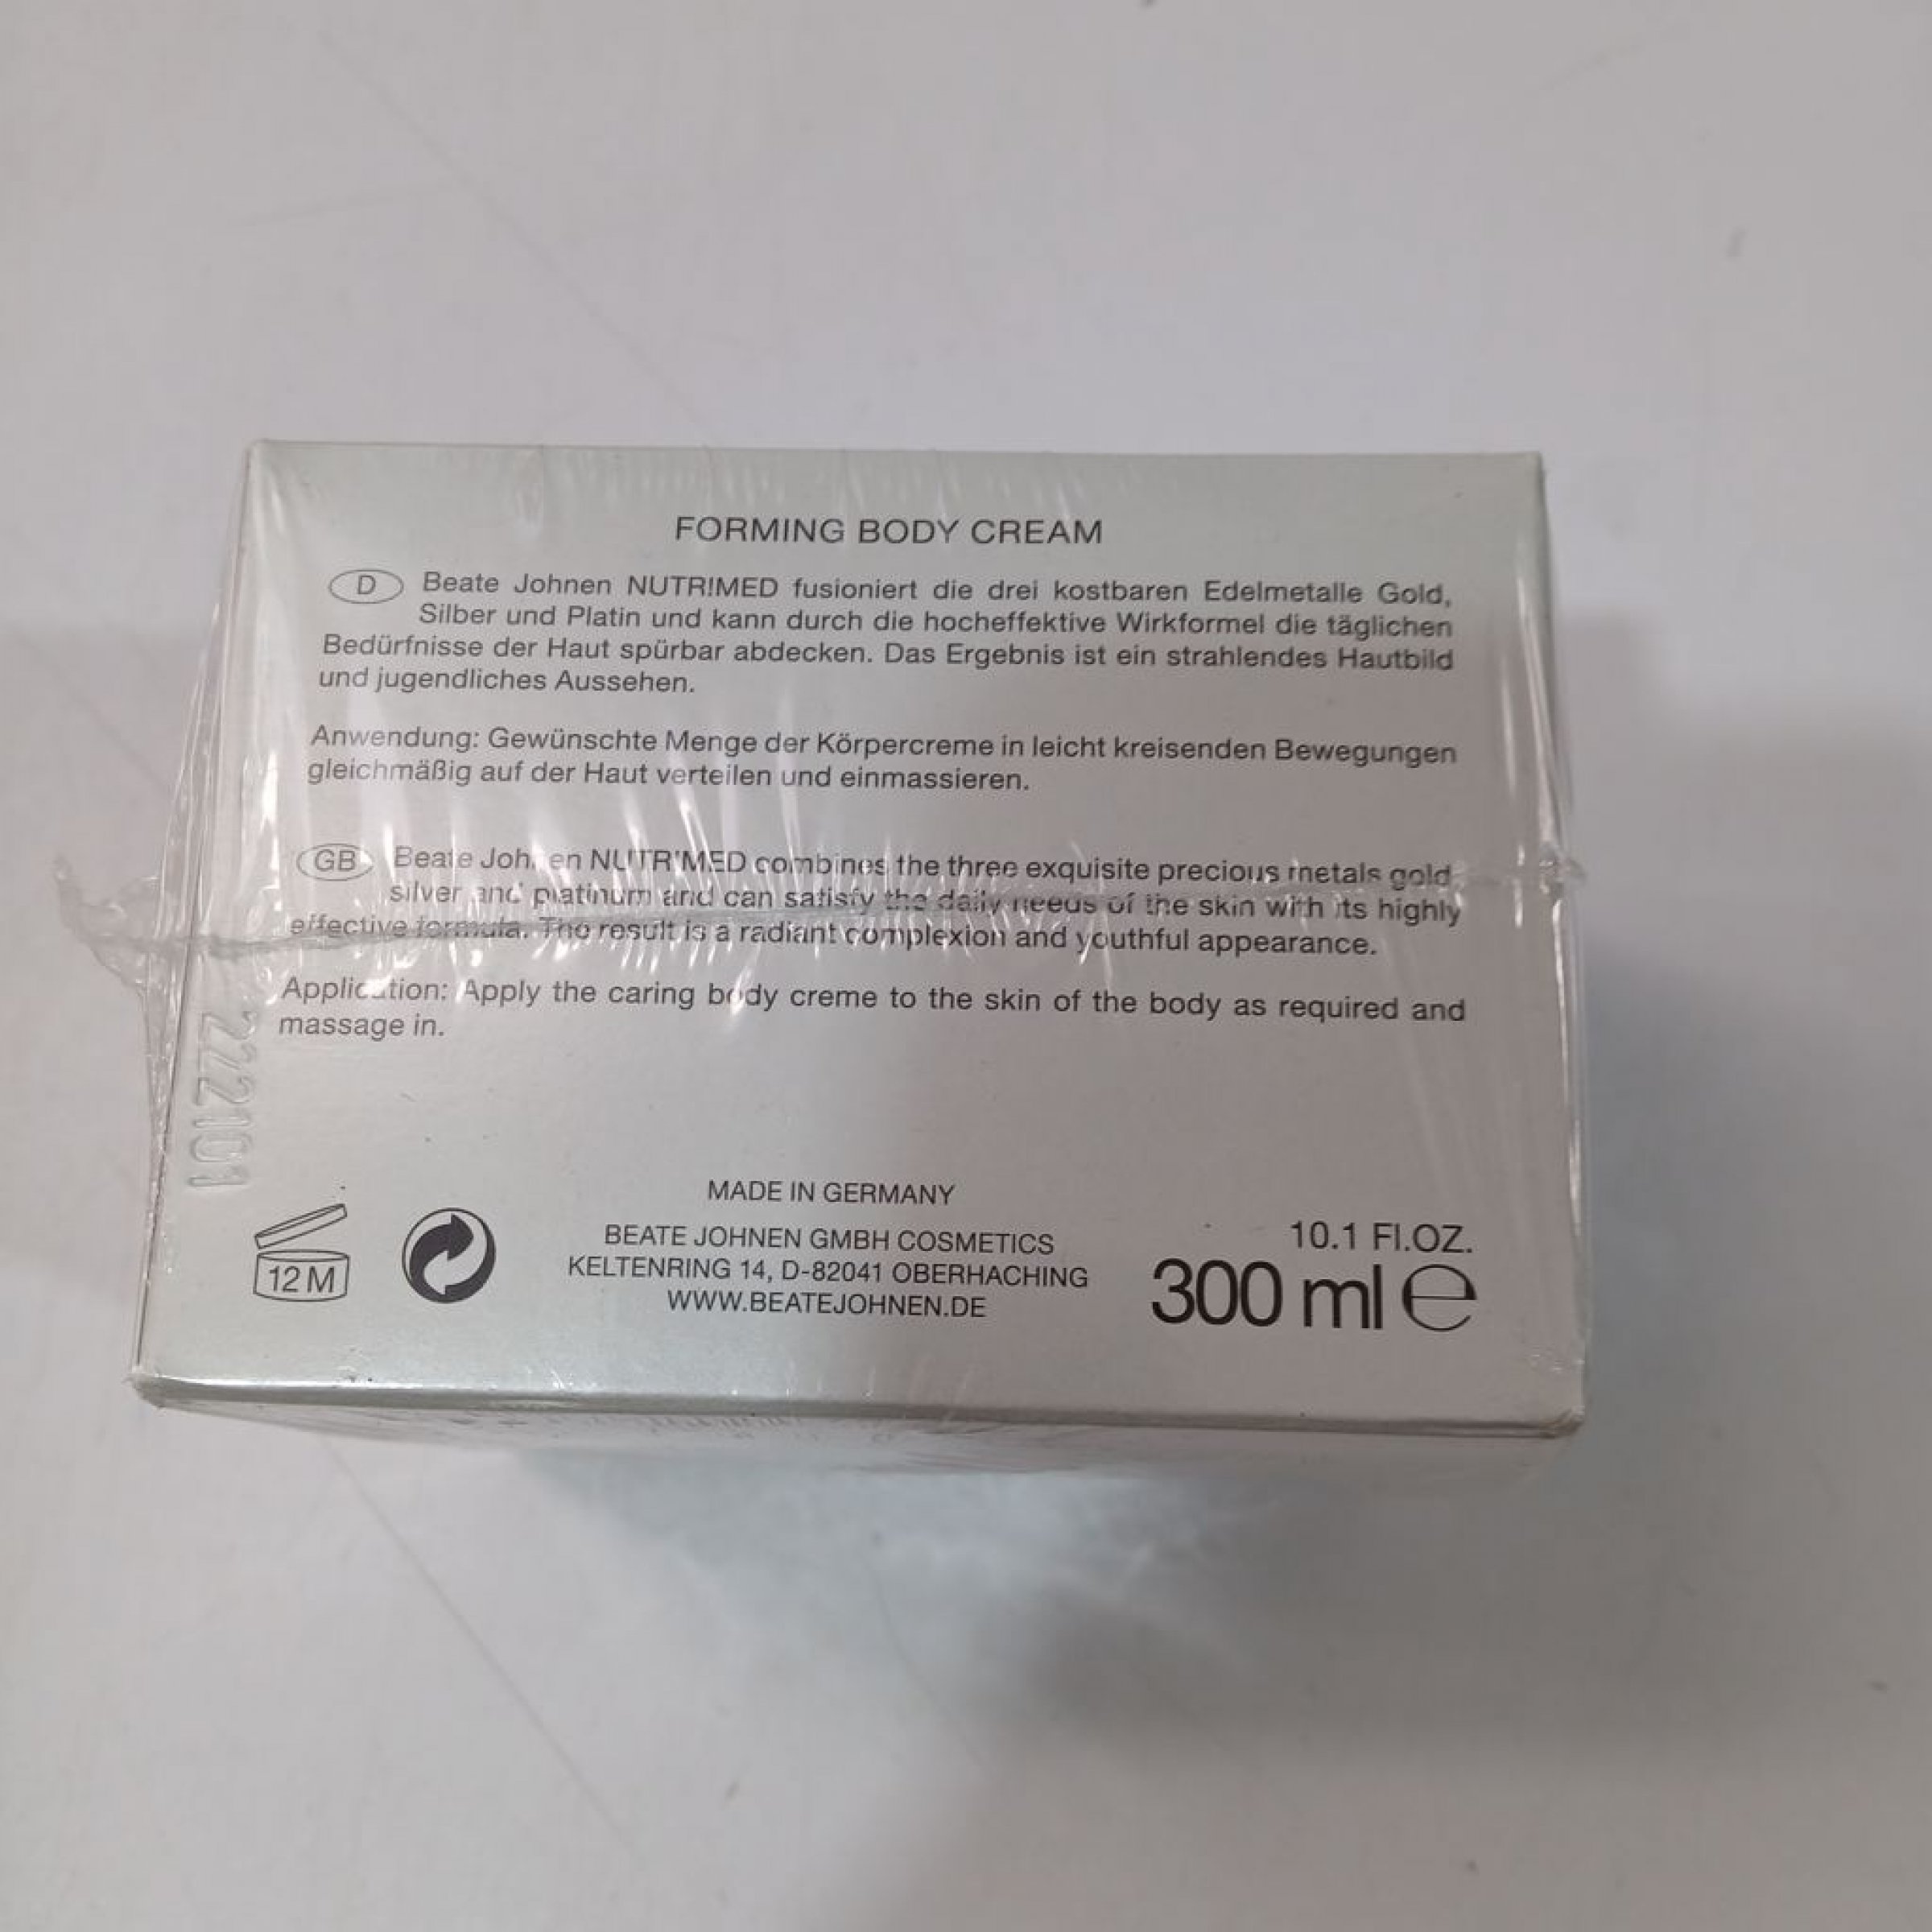 FORMING BODY CREAM
D Beate Johnen NUTR!MED fusioniert die drei kostbaren Edelmetalle Gold,
Silber und Platin und kann durch die hocheffektive Wirkformel die täglichen
Bedürfnisse der Haut spürbar abdecken. Das Ergebnis ist ein strahlendes Hautbild
und jugendliches Aussehen.
Anwendung: Gewünschte Menge der Körpercreme in leicht kreisenden Bewegungen
gleichmäßig auf der Haut verteilen und einmassieren.
GB Beate Johnen NUTR!MED combines the three exquisite precious metals gold
silver and platinum and can satisfy the daily needs of the skin with its highly
effective formula. The result is a radiant complexion and youthful appearance.
Application: Apply the caring body creme to the skin of the body as required and
massage in.
222101
12 M
MADE IN GERMANY
BEATE JOHNEN GMBH COSMETICS
KELTENRING 14, D-82041 OBERHACHING
WWW.BEATEJOHNEN.DE
10.1 Fl.OZ.
300 ml e